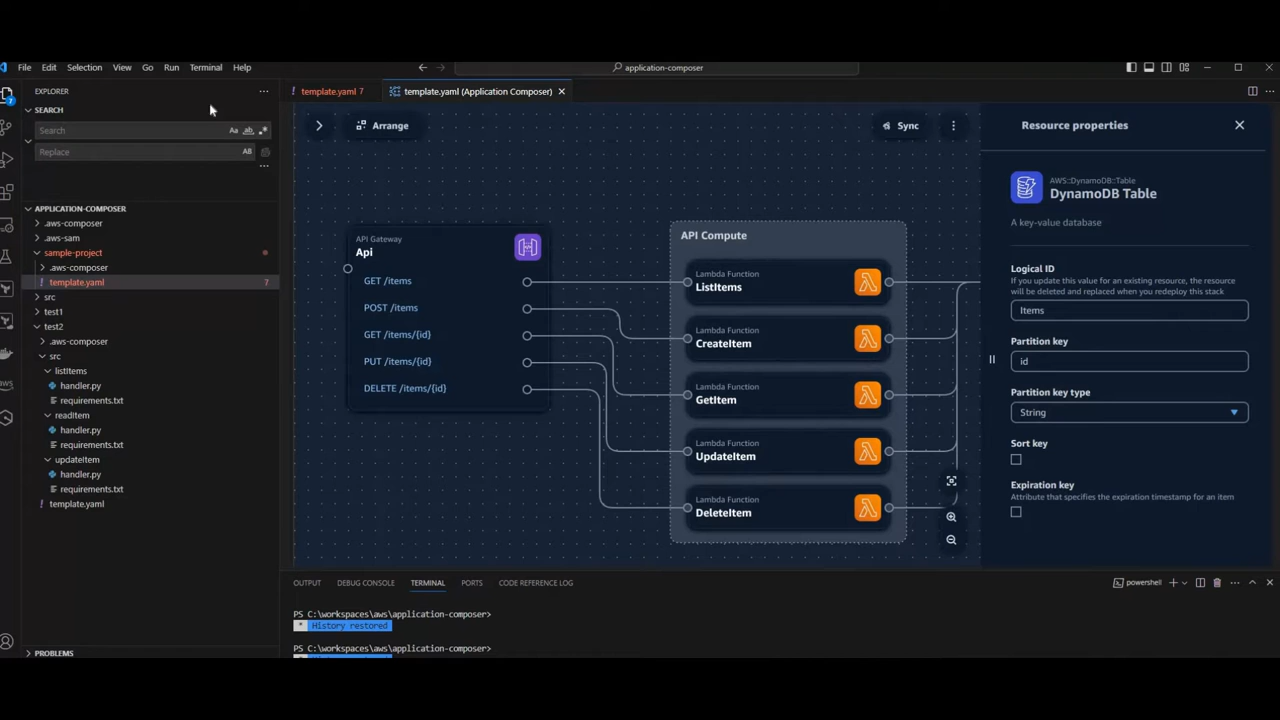 File Edit Selection View Go Run Terminal Help
application-composer
EXPLORER
SEARCH
Search
Aa ab
Replace
AB
APPLICATION-COMPOSER
.aws-composer
.aws-sam
sample-project
.aws-composer
template.yaml 7
src
test1
test2
.aws-composer
src
listItems
handler.py
requirements.txt
readItem
handler.py
requirements.txt
updateItem
handler.py
requirements.txt
template.yaml
PROBLEMS
7
aws
template.yaml 7
template.yaml (Application Composer)
Arrange
Sync
API Gateway
Api
GET /items
POST /items
GET /items/{id}
PUT /items/{id}
DELETE /items/{id}
API Compute
Lambda Function
ListItems
Lambda Function
CreateItem
Lambda Function
GetItem
Lambda Function
UpdateItem
Lambda Function
DeleteItem
Resource properties
AWS::DynamoDB::Table
DynamoDB Table
A key-value database
Logical ID
If you update this value for an existing resource, the resource
will be deleted and replaced when you redeploy this stack
Items
Partition key
id
Partition key type
String
Sort key
Expiration key
Attribute that specifies the expiration timestamp for an item
OUTPUT DEBUG CONSOLE TERMINAL PORTS CODE REFERENCE LOG
powershell
PS C:\workspaces\aws\application-composer>
* History restored
PS C:\workspaces\aws\application-composer>